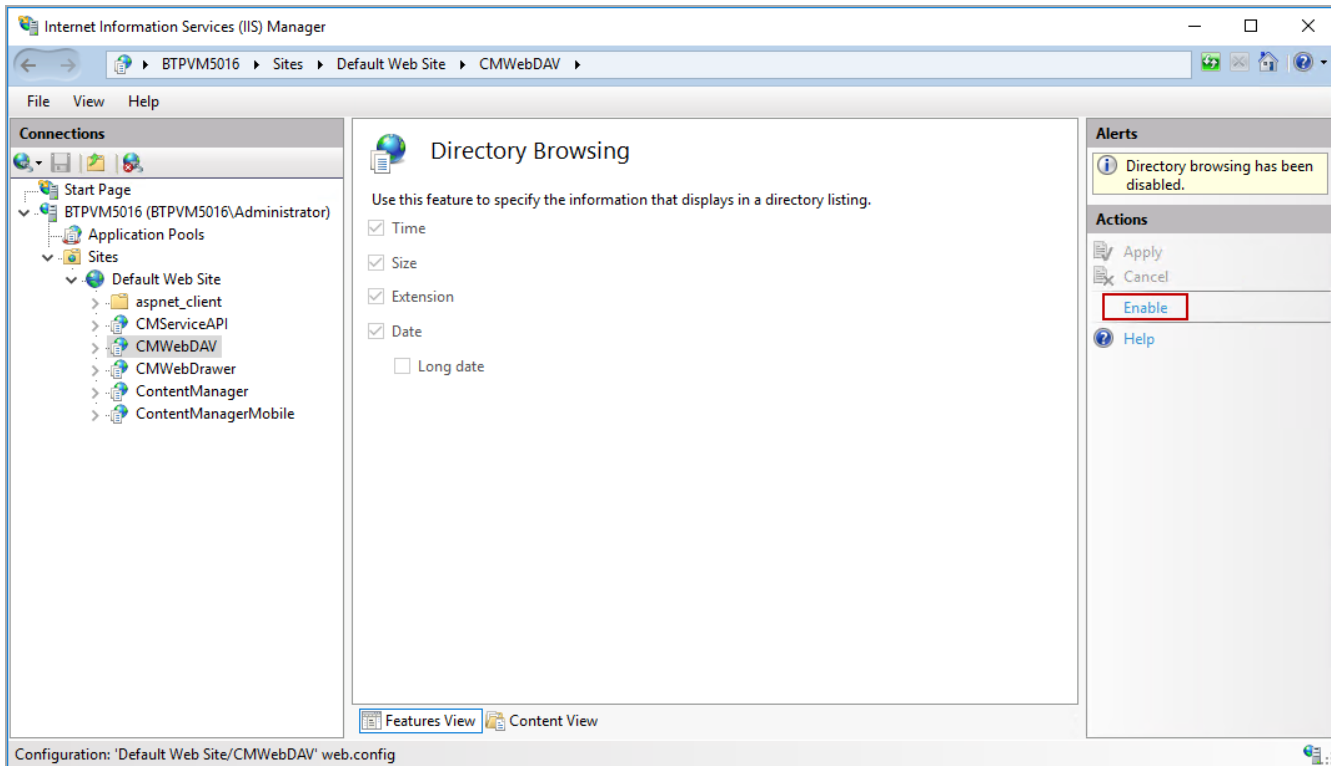 Internet Information Services (IIS) Manager
BTPVM5016 Sites Default Web Site CMWebDAV
File View Help
Connections
Start Page
BTPVM5016 (BTPVM5016\Administrator)
Application Pools
Sites
Default Web Site
aspnet_client
CMServiceAPI
CMWebDAV
CMWebDrawer
ContentManager
ContentManagerMobile
Directory Browsing
Use this feature to specify the information that displays in a directory listing.
Time
Size
Extension
Date
Long date
Features View Content View
Alerts
Directory browsing has been
disabled.
Actions
Apply
Cancel
Enable
Help
Configuration: 'Default Web Site/CMWebDAV' web.config